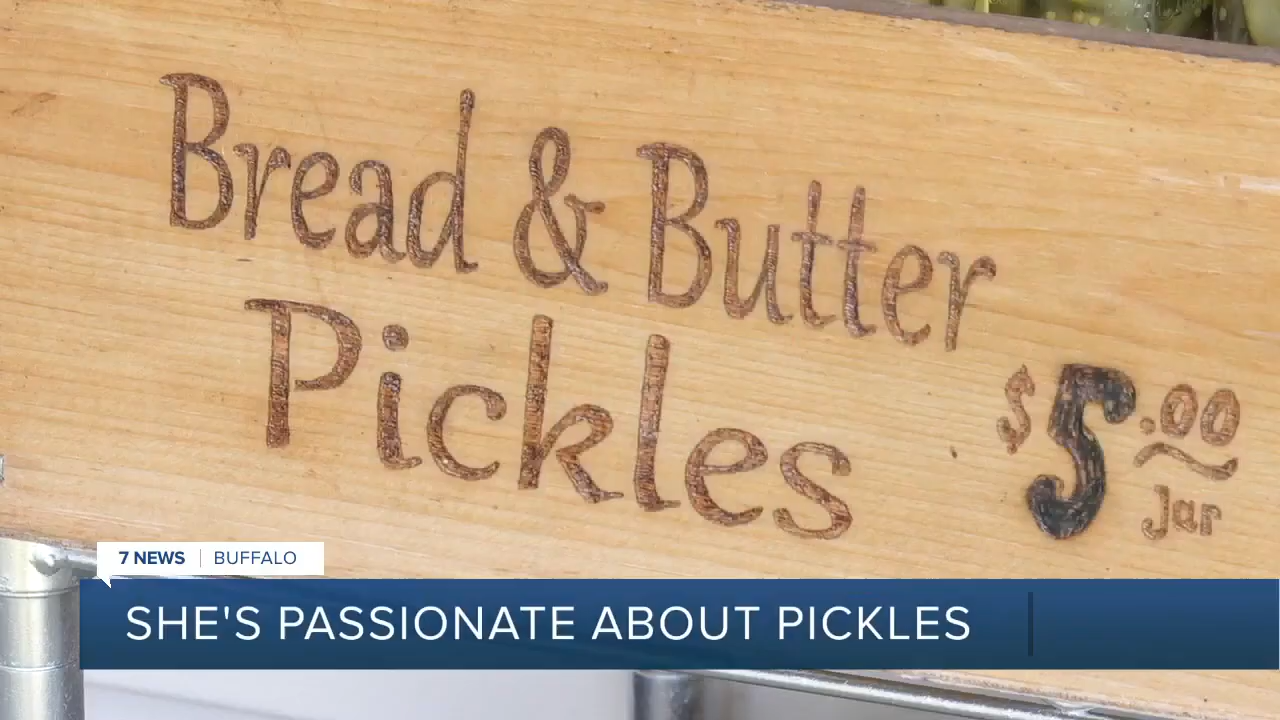 Bread & Butter
Pickles
$5.00
Jar
7 NEWS | BUFFALO
SHE'S PASSIONATE ABOUT PICKLES